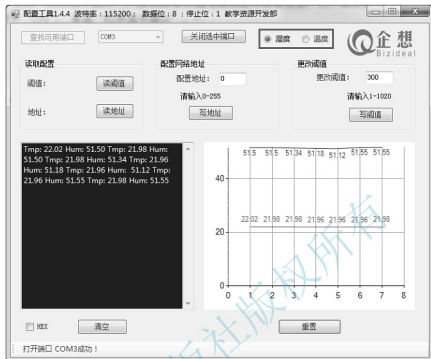 配置工具1.4.4 波特率：115200； 数据位：8 ；停止位：1 教学资源开发部
查找可用端口 COM3 关闭选中端口 湿度 温度 企想
Bizideal
读取配置 配置网络地址 更改阈值
阈值： 读阈值 配置地址： 0 更改阈值： 300
请输入0-255 请输入1-1020
地址： 读地址 写地址 写阈值
Tmp: 22.02 Hum: 51.50 Tmp: 21.98 Hum:
51.50 Tmp: 21.98 Hum: 51.34 Tmp: 21.96
Hum: 51.18 Tmp: 21.96 Hum: 51.12 Tmp:
21.96 Hum: 51.55 Tmp: 21.98 Hum: 51.55
51.5 51.5 51.34 51.18 51.12 51.55 51.55
40
22.02 21.98 21.98 21.96 21.96 21.96 21.98
20
0
0 1 2 3 4 5 6 7 8
HEX 清空 重置
打开端口 COM3成功！
社版权所有